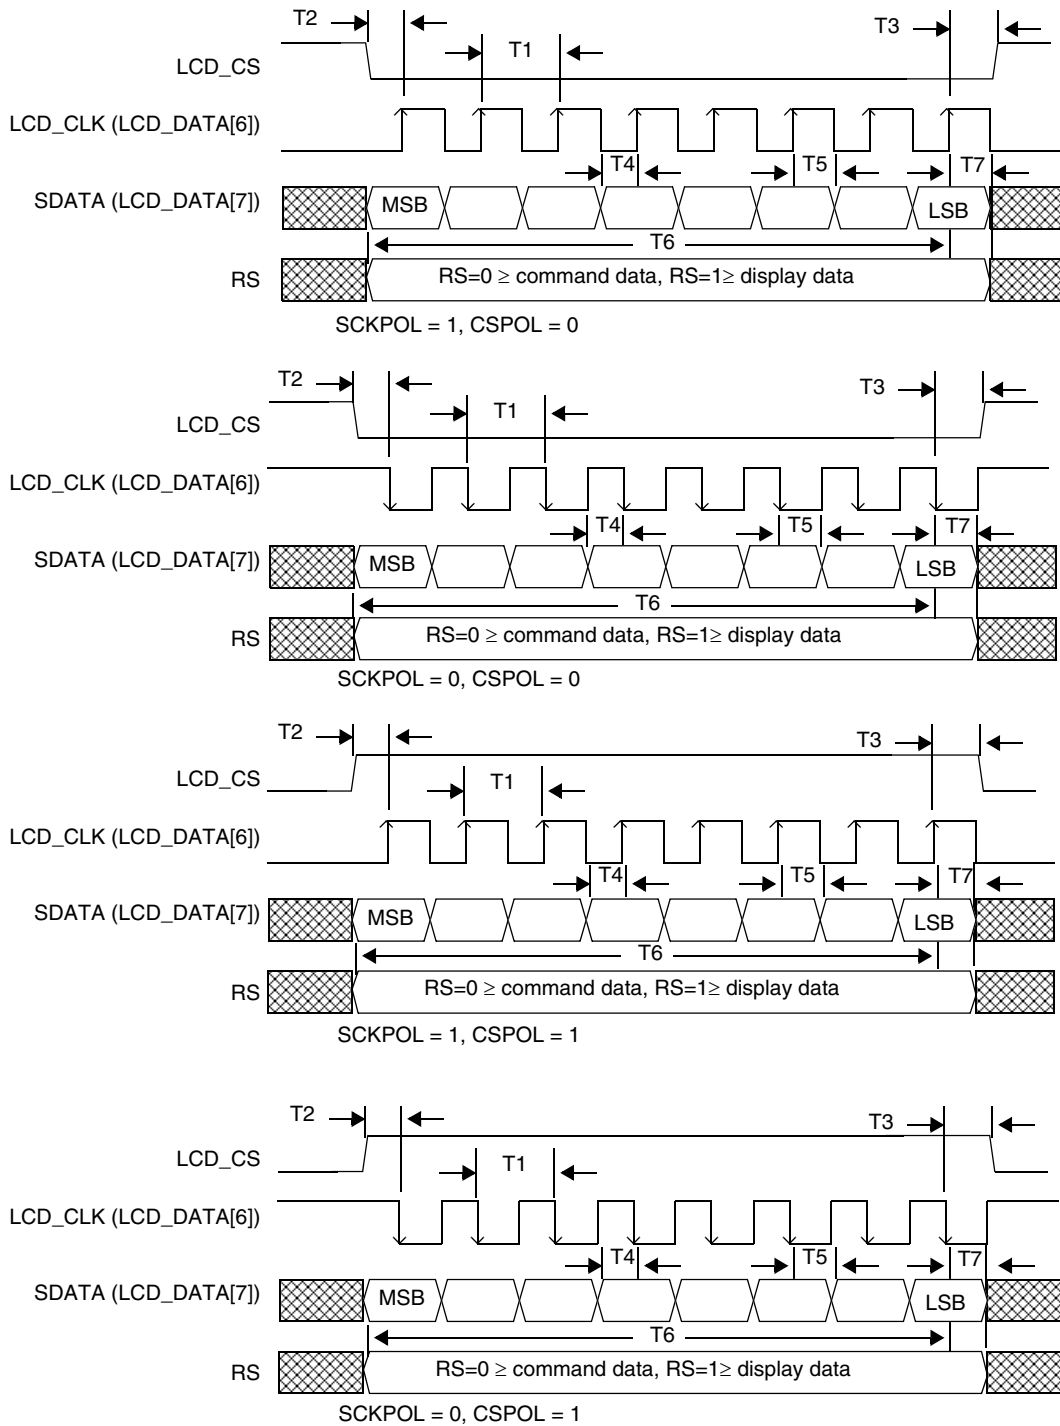 T2
T3
T1
LCD_CS
LCD_CLK (LCD_DATA[6])
T4
T5
T7
SDATA (LCD_DATA[7])
MSB
LSB
T6
RS
RS=0 ≥ command data, RS=1≥ display data
SCKPOL = 1, CSPOL = 0
T2
T3
T1
LCD_CS
LCD_CLK (LCD_DATA[6])
T4
T5
T7
SDATA (LCD_DATA[7])
MSB
LSB
T6
RS
RS=0 ≥ command data, RS=1≥ display data
SCKPOL = 0, CSPOL = 0
T2
T3
T1
LCD_CS
LCD_CLK (LCD_DATA[6])
T4
T5
T7
SDATA (LCD_DATA[7])
MSB
LSB
T6
RS
RS=0 ≥ command data, RS=1≥ display data
SCKPOL = 1, CSPOL = 1
T2
T3
T1
LCD_CS
LCD_CLK (LCD_DATA[6])
T4
T5
T7
SDATA (LCD_DATA[7])
MSB
LSB
T6
RS
RS=0 ≥ command data, RS=1≥ display data
SCKPOL = 0, CSPOL = 1